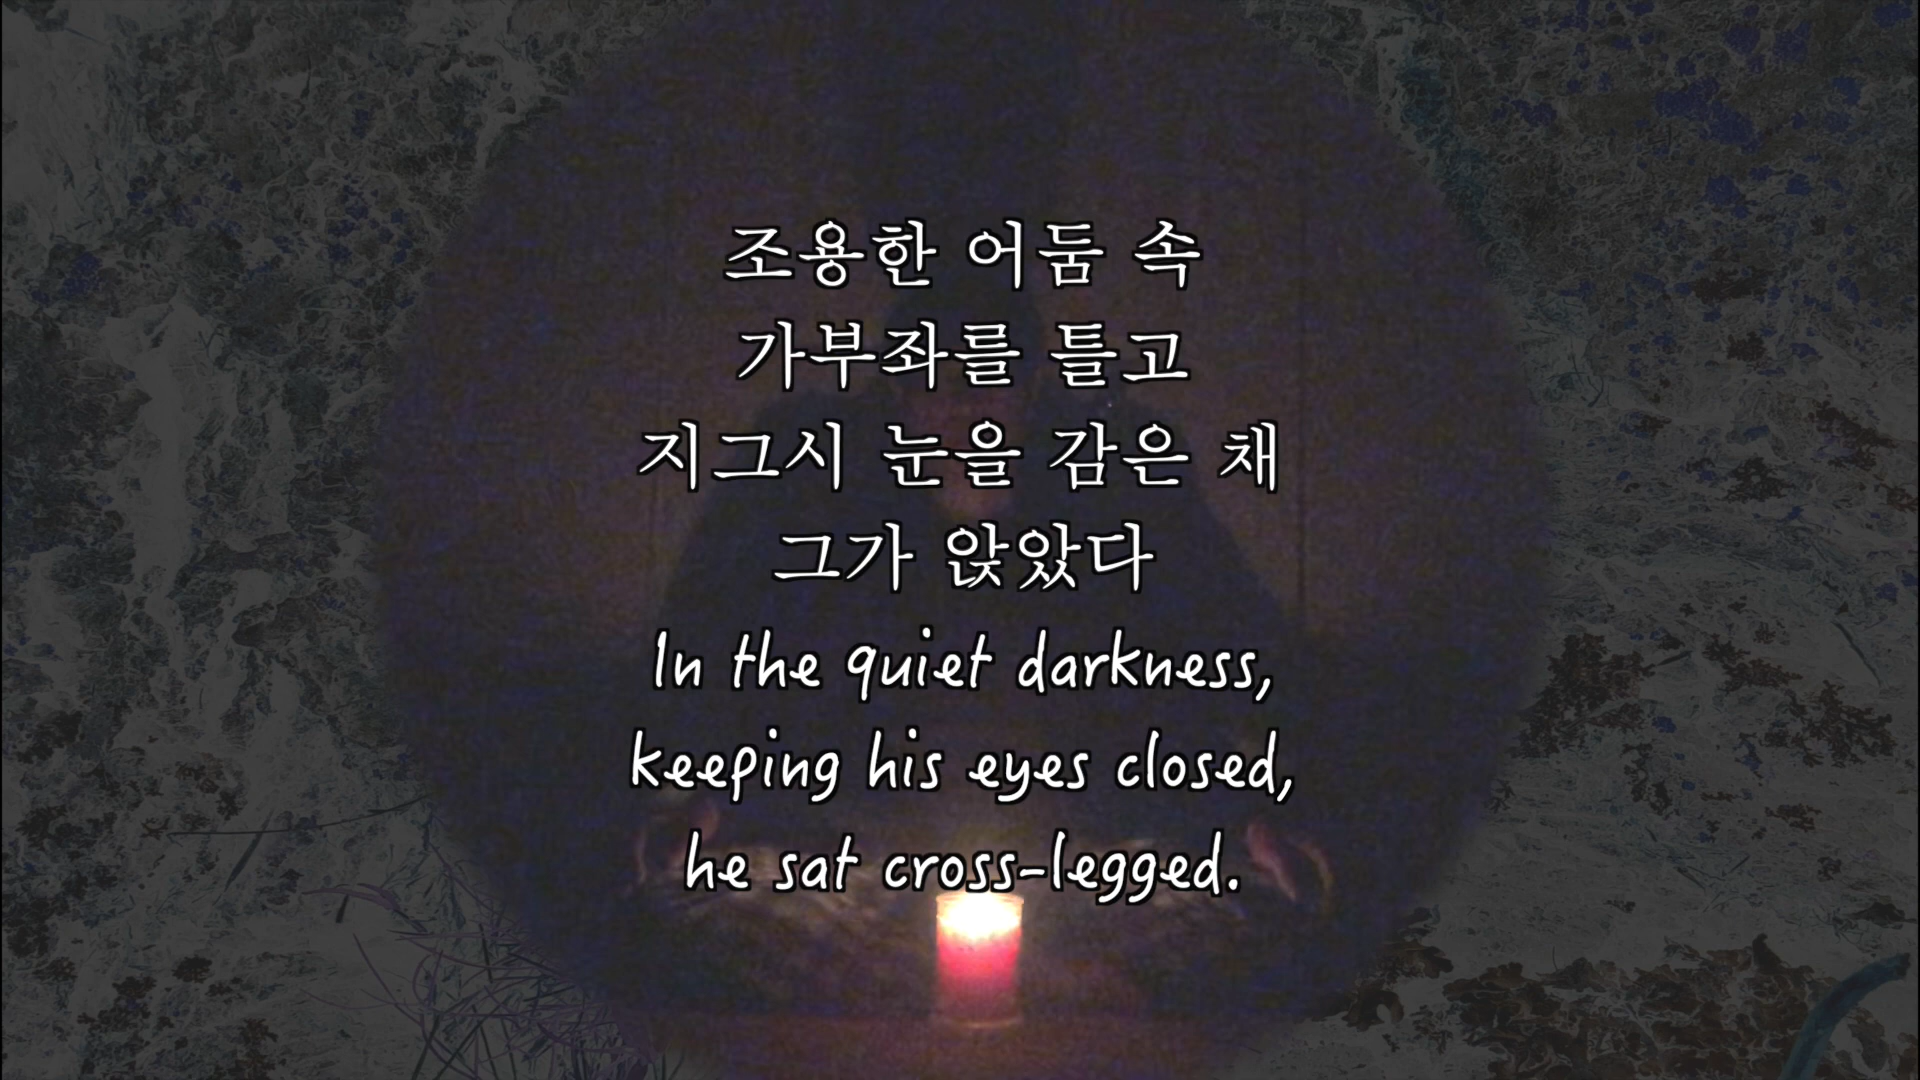 조용한 어둠 속
가부좌를 틀고
지그시 눈을 감은 채
그가 앉았다
In the quiet darkness,
keeping his eyes closed,
he sat cross-legged.